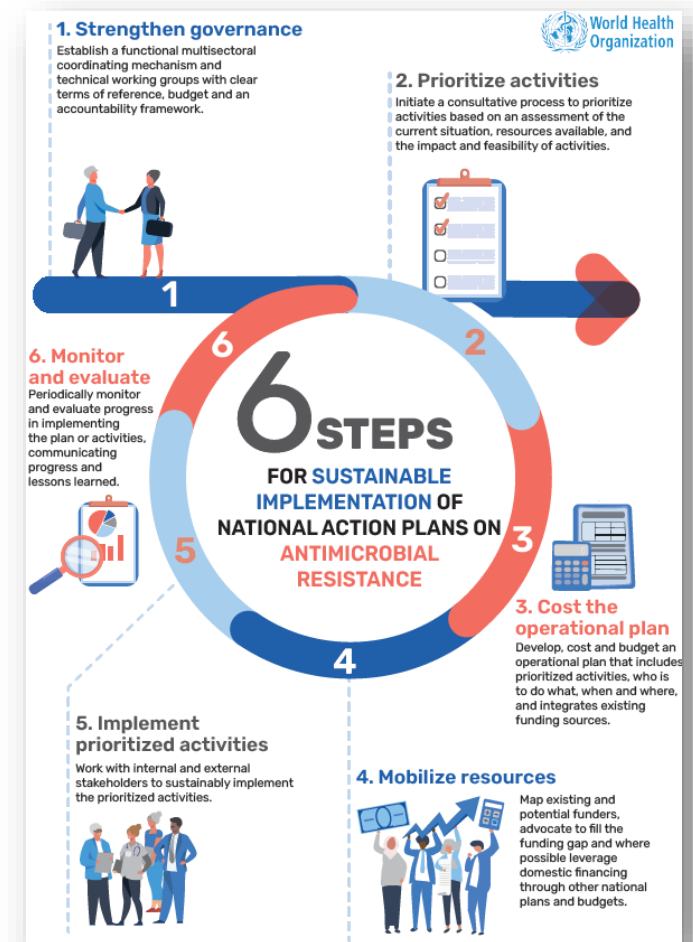 1. Strengthen governance
Establish a functional multisectoral
coordinating mechanism and
technical working groups with clear
terms of reference, budget and an
accountability framework.
World Health
Organization
2. Prioritize activities
Initiate a consultative process to prioritize
activities based on an assessment of the
current situation, resources available, and
the impact and feasibility of activities.
1
2
3
4
5
6
6 STEPS
FOR SUSTAINABLE
IMPLEMENTATION OF
NATIONAL ACTION PLANS ON
ANTIMICROBIAL
RESISTANCE
3. Cost the
operational plan
Develop, cost and budget an
operational plan that includes
prioritized activities, who is
to do what, when and where,
and integrates existing
funding sources.
4. Mobilize resources
Map existing and
potential funders,
advocate to fill the
funding gap and where
possible leverage
domestic financing
through other national
plans and budgets.
5. Implement
prioritized activities
Work with internal and external
stakeholders to sustainably implement
the prioritized activities.
6. Monitor
and evaluate
Periodically monitor
and evaluate progress
in implementing
the plan or activities,
communicating
progress and
lessons learned.